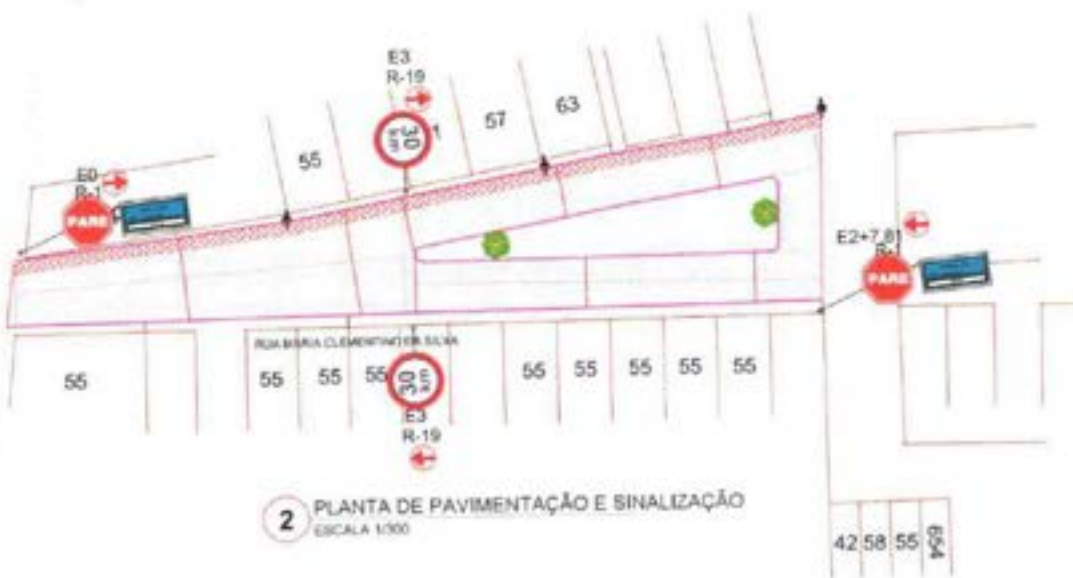 E3
R-19
30
km
57
63
55
E0
R-1
PARE
E2+7,81
R-1
PARE
RUA MARIA CLEMENTINO DA SILVA
55
55
55
55
30
km
55
55
55
55
55
E3
R-19
2 PLANTA DE PAVIMENTAÇÃO E SINALIZAÇÃO
ESCALA 1/300
42 58 55 654